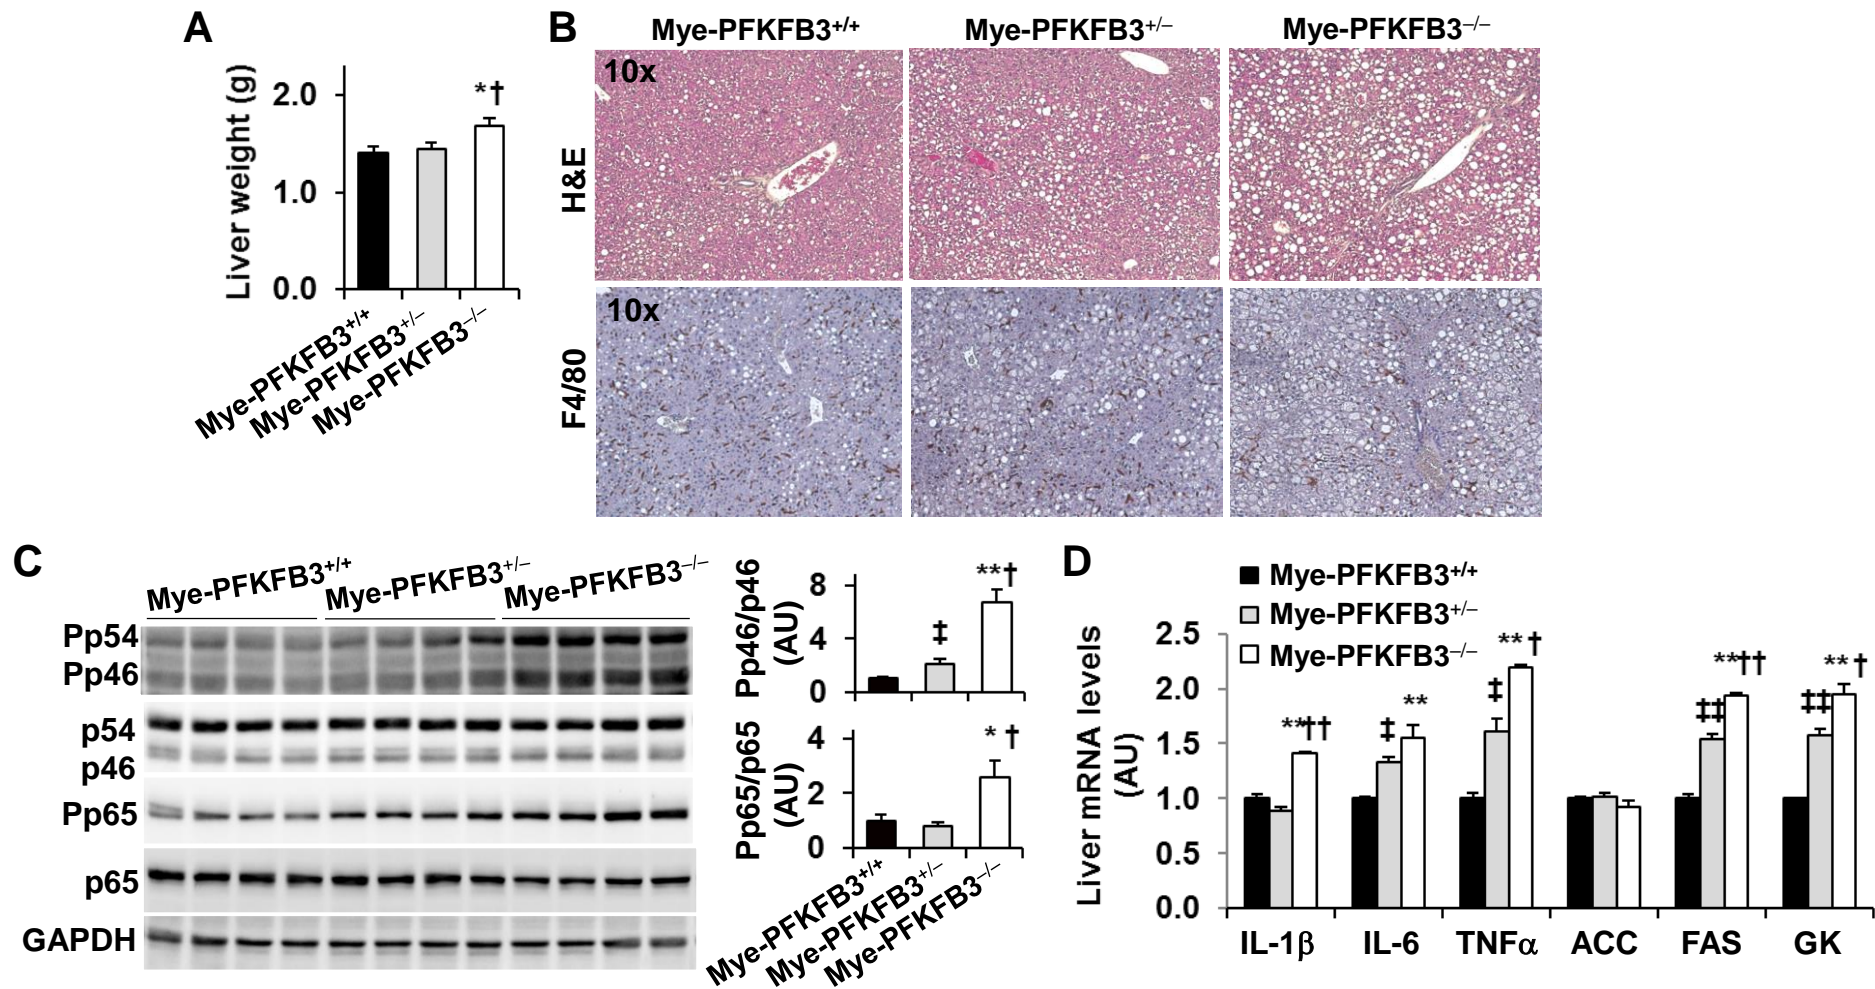 A
Liver weight (g)
2.0
1.0
0.0
*†
Mye-PFKFB3+/+
Mye-PFKFB3+/–
Mye-PFKFB3–/–
B
Mye-PFKFB3+/+
Mye-PFKFB3+/–
Mye-PFKFB3–/–
H&E
10x
F4/80
10x
C
Mye-PFKFB3+/+
Mye-PFKFB3+/–
Mye-PFKFB3–/–
Pp54
Pp46
p54
p46
Pp65
p65
GAPDH
Pp46/p46
(AU)
8
4
0
‡
**†
Pp65/p65
(AU)
4
2
0
* †
Mye-PFKFB3+/+
Mye-PFKFB3+/–
Mye-PFKFB3–/–
D
Mye-PFKFB3+/+
Mye-PFKFB3+/–
Mye-PFKFB3–/–
Liver mRNA levels
(AU)
2.5
2.0
1.5
1.0
0.5
0.0
**††
‡
**
‡
** †
‡‡
**††
‡‡
** †
IL-1β
IL-6
TNFα
ACC
FAS
GK